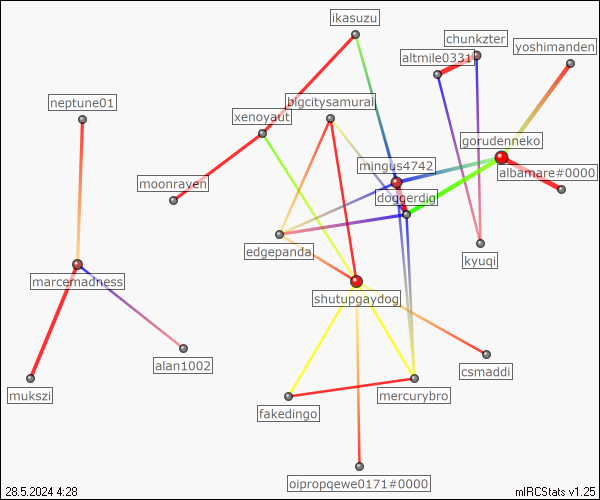 ikasuzu
chunkzter
yoshimanden
altmile0331
neptune01
bigcitysamurai
xenoyaut
gorudenneko
mingus4742
albamare#0000
moonrayen
doggerdig
edgepanda
kyuqi
marcemadness
shutupgaydog
alan1002
csmaddi
mukszi
mercurybro
fakedingo
oipropqewe0171#0000
28.5.2024 4:28
mIRCStats v1.25